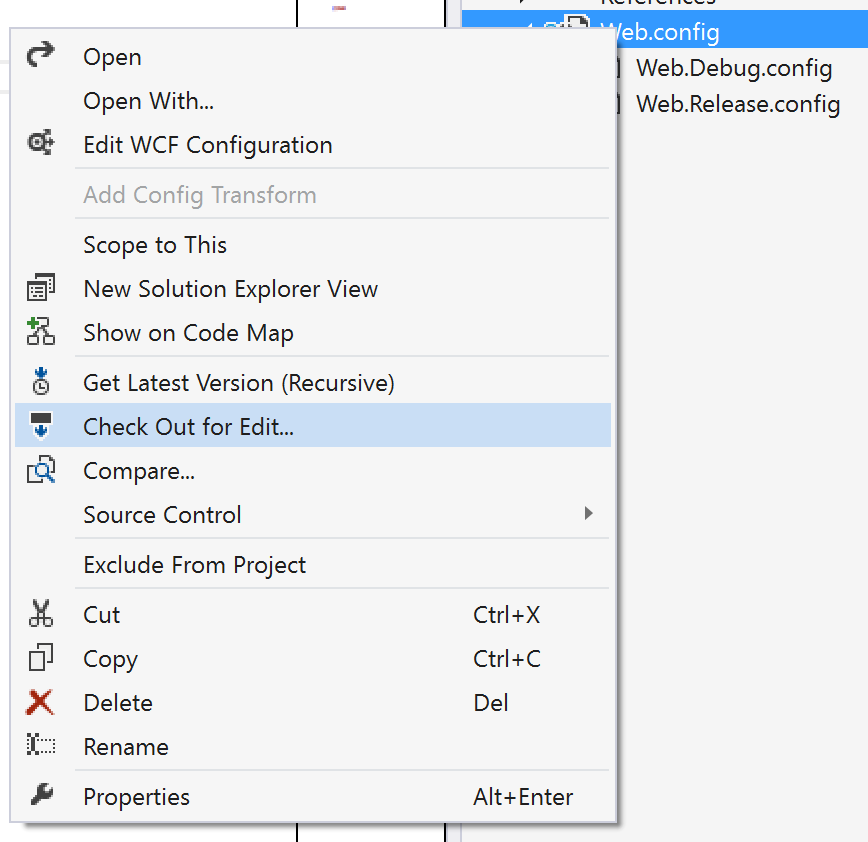 References
Web.config
Web.Debug.config
Web.Release.config
Open
Open With...
Edit WCF Configuration
Add Config Transform
Scope to This
New Solution Explorer View
Show on Code Map
Get Latest Version (Recursive)
Check Out for Edit...
Compare...
Source Control
Exclude From Project
Cut Ctrl+X
Copy Ctrl+C
Delete Del
Rename
Properties Alt+Enter